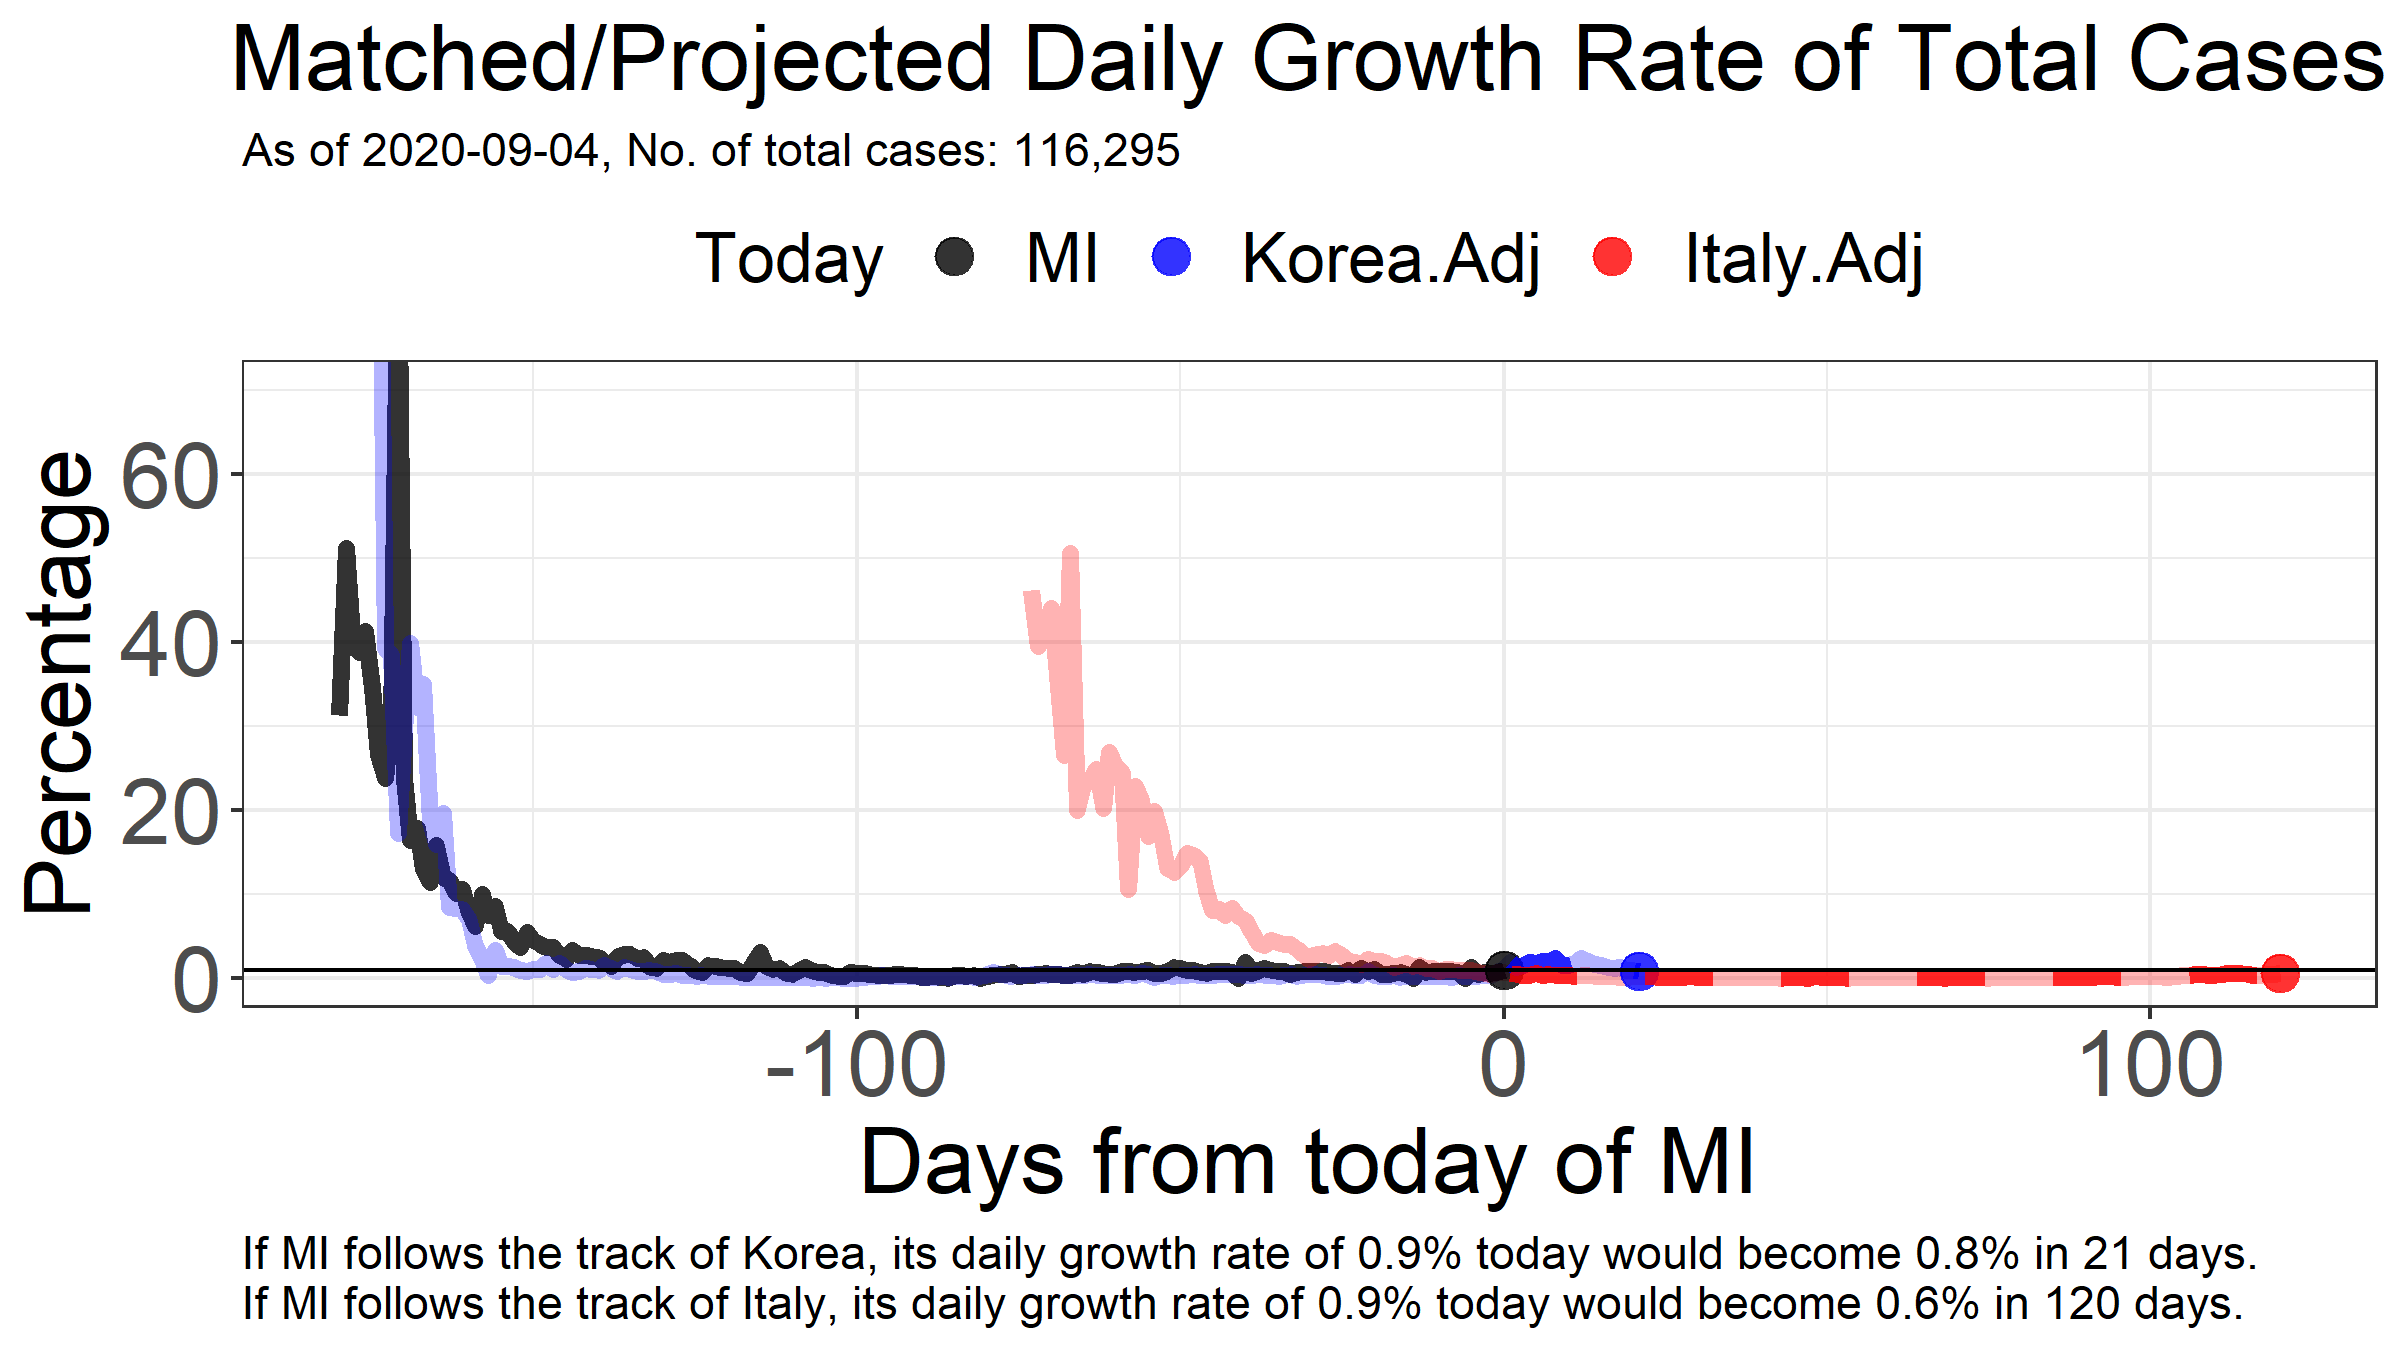 Matched/Projected Daily Growth Rate of Total Cases
As of 2020-09-04, No. of total cases: 116,295
Today MI Korea.Adj Italy.Adj
Percentage
60
40
20
0
-100 0 100
Days from today of MI
If MI follows the track of Korea, its daily growth rate of 0.9% today would become 0.8% in 21 days.
If MI follows the track of Italy, its daily growth rate of 0.9% today would become 0.6% in 120 days.